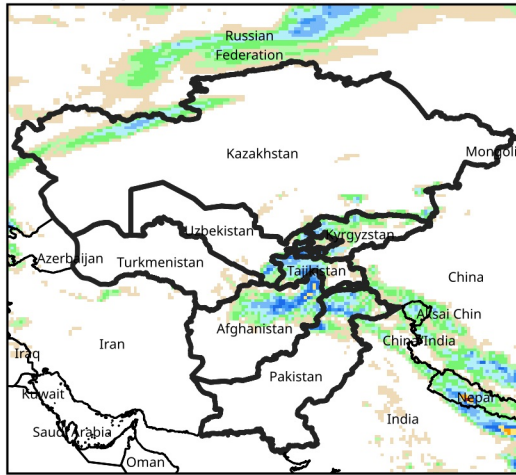 Russian
Federation
Kazakhstan
Mongoli
Uzbekistan
Kyrgyzstan
Azerbaijan
Turkmenistan
Tajikistan
China
Aksai Chin
Afghanistan
China/India
Iran
Iraq
Pakistan
Kuwait
Nepal
India
Saudi Arabia
Oman